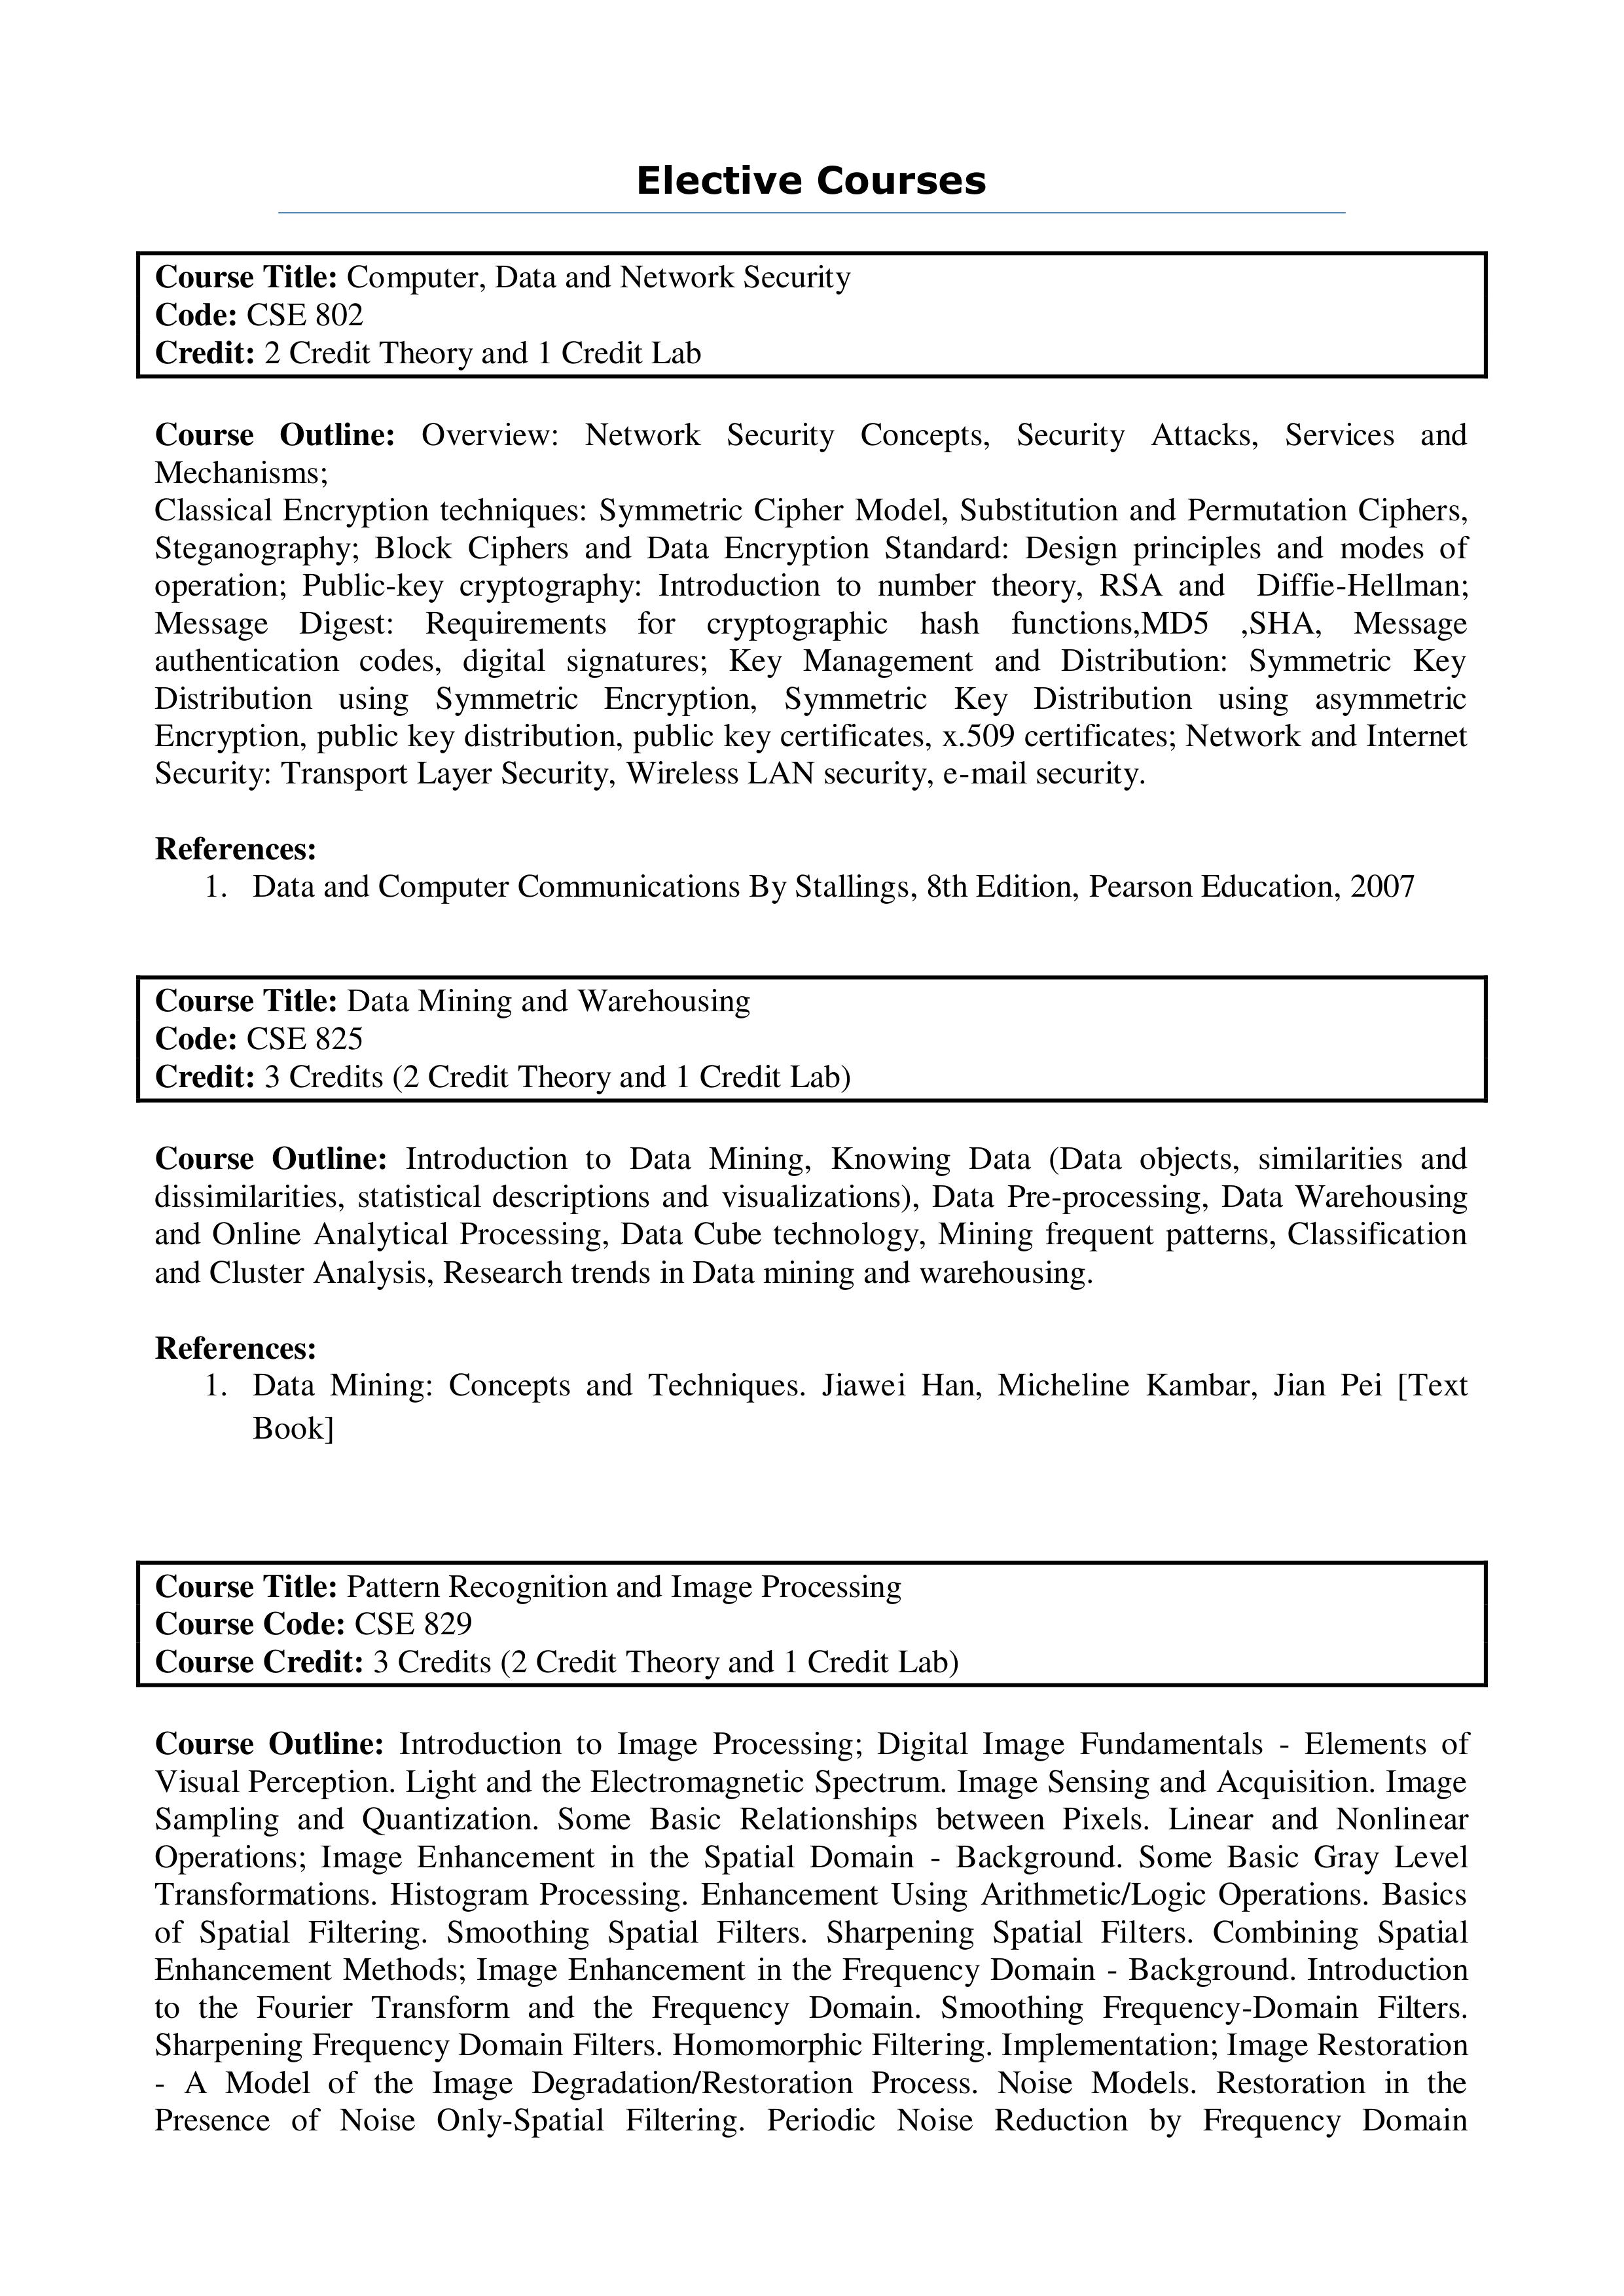 Elective Courses
Course Title: Computer, Data and Network Security
Code: CSE 802
Credit: 2 Credit Theory and 1 Credit Lab
Course Outline: Overview: Network Security Concepts, Security Attacks, Services and
Mechanisms;
Classical Encryption techniques: Symmetric Cipher Model, Substitution and Permutation Ciphers,
Steganography; Block Ciphers and Data Encryption Standard: Design principles and modes of
operation; Public-key cryptography: Introduction to number theory, RSA and Diffie-Hellman;
Message Digest: Requirements for cryptographic hash functions,MD5 ,SHA, Message
authentication codes, digital signatures; Key Management and Distribution: Symmetric Key
Distribution using Symmetric Encryption, Symmetric Key Distribution using asymmetric
Encryption, public key distribution, public key certificates, x.509 certificates; Network and Internet
Security: Transport Layer Security, Wireless LAN security, e-mail security.
References:
1. Data and Computer Communications By Stallings, 8th Edition, Pearson Education, 2007
Course Title: Data Mining and Warehousing
Code: CSE 825
Credit: 3 Credits (2 Credit Theory and 1 Credit Lab)
Course Outline: Introduction to Data Mining, Knowing Data (Data objects, similarities and
dissimilarities, statistical descriptions and visualizations), Data Pre-processing, Data Warehousing
and Online Analytical Processing, Data Cube technology, Mining frequent patterns, Classification
and Cluster Analysis, Research trends in Data mining and warehousing.
References:
1. Data Mining: Concepts and Techniques. Jiawei Han, Micheline Kambar, Jian Pei [Text
Book]
Course Title: Pattern Recognition and Image Processing
Course Code: CSE 829
Course Credit: 3 Credits (2 Credit Theory and 1 Credit Lab)
Course Outline: Introduction to Image Processing; Digital Image Fundamentals - Elements of
Visual Perception. Light and the Electromagnetic Spectrum. Image Sensing and Acquisition. Image
Sampling and Quantization. Some Basic Relationships between Pixels. Linear and Nonlinear
Operations; Image Enhancement in the Spatial Domain - Background. Some Basic Gray Level
Transformations. Histogram Processing. Enhancement Using Arithmetic/Logic Operations. Basics
of Spatial Filtering. Smoothing Spatial Filters. Sharpening Spatial Filters. Combining Spatial
Enhancement Methods; Image Enhancement in the Frequency Domain - Background. Introduction
to the Fourier Transform and the Frequency Domain. Smoothing Frequency-Domain Filters.
Sharpening Frequency Domain Filters. Homomorphic Filtering. Implementation; Image Restoration
- A Model of the Image Degradation/Restoration Process. Noise Models. Restoration in the
Presence of Noise Only-Spatial Filtering. Periodic Noise Reduction by Frequency Domain